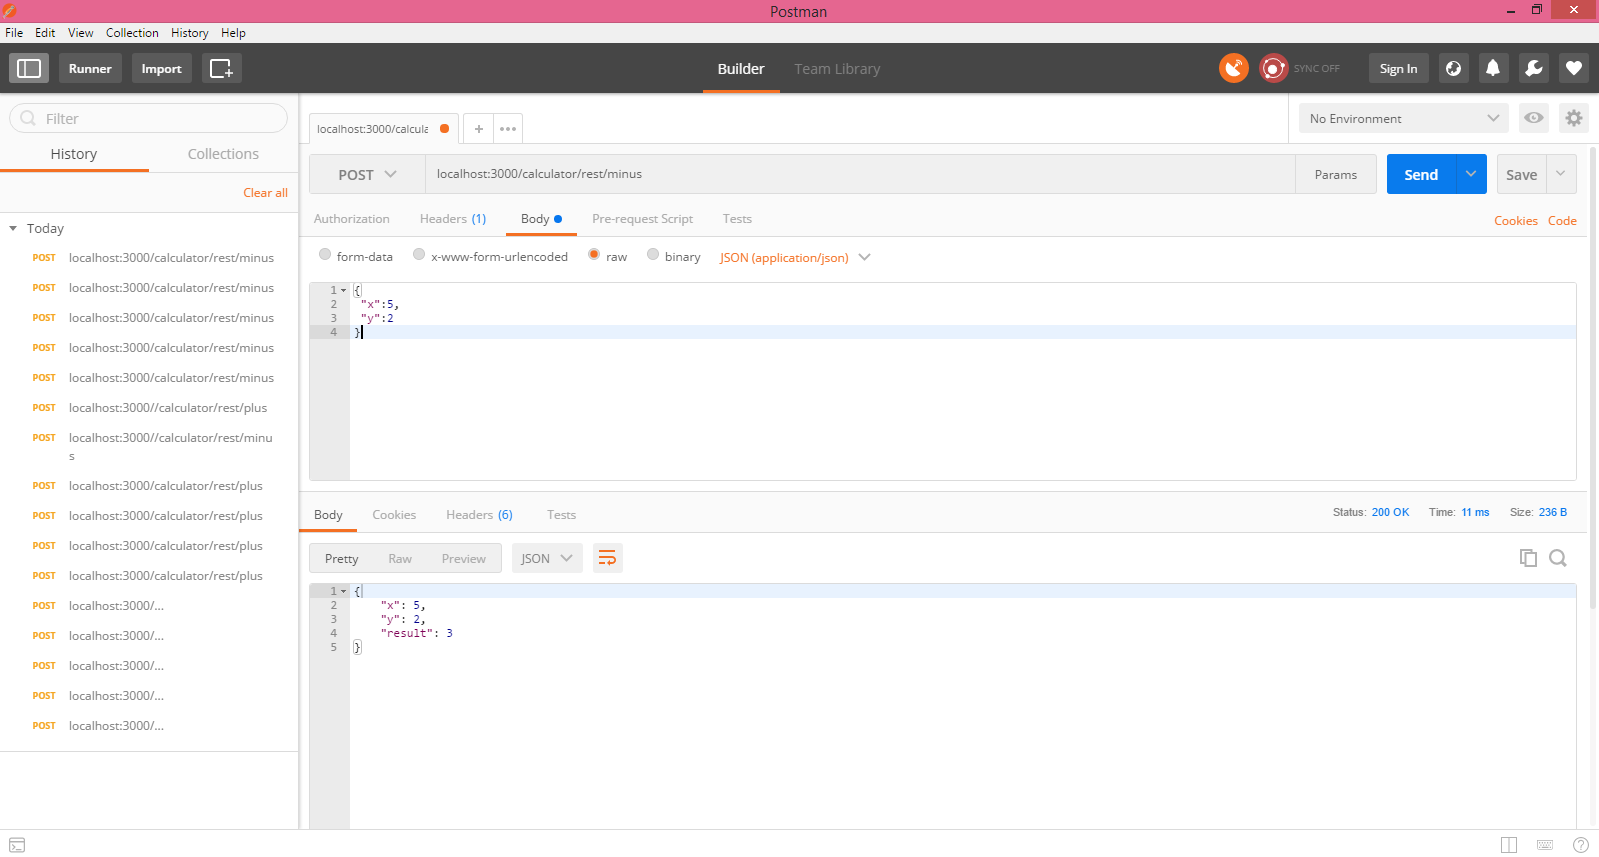 Postman
File Edit View Collection History Help
Runner Import Builder Team Library SYNC OFF Sign In
Filter
History Collections
Clear all
Today
POST localhost:3000/calculator/rest/minus
POST localhost:3000/calculator/rest/minus
POST localhost:3000/calculator/rest/minus
POST localhost:3000/calculator/rest/minus
POST localhost:3000/calculator/rest/minus
POST localhost:3000//calculator/rest/plus
POST localhost:3000//calculator/rest/minu
s
POST localhost:3000/calculator/rest/plus
POST localhost:3000/calculator/rest/plus
POST localhost:3000/calculator/rest/plus
POST localhost:3000/calculator/rest/plus
POST localhost:3000/...
POST localhost:3000/...
POST localhost:3000/...
POST localhost:3000/...
POST localhost:3000/...
localhost:3000/calcula + ••• No Environment
POST localhost:3000/calculator/rest/minus Params Send Save
Authorization Headers (1) Body Pre-request Script Tests Cookies Code
form-data x-www-form-urlencoded raw binary JSON (application/json)
1 {
2 "x":5,
3 "y":2
4 }
Body Cookies Headers (6) Tests Status: 200 OK Time: 11 ms Size: 236 B
Pretty Raw Preview JSON
1 {
2 "x": 5,
3 "y": 2,
4 "result": 3
5 }